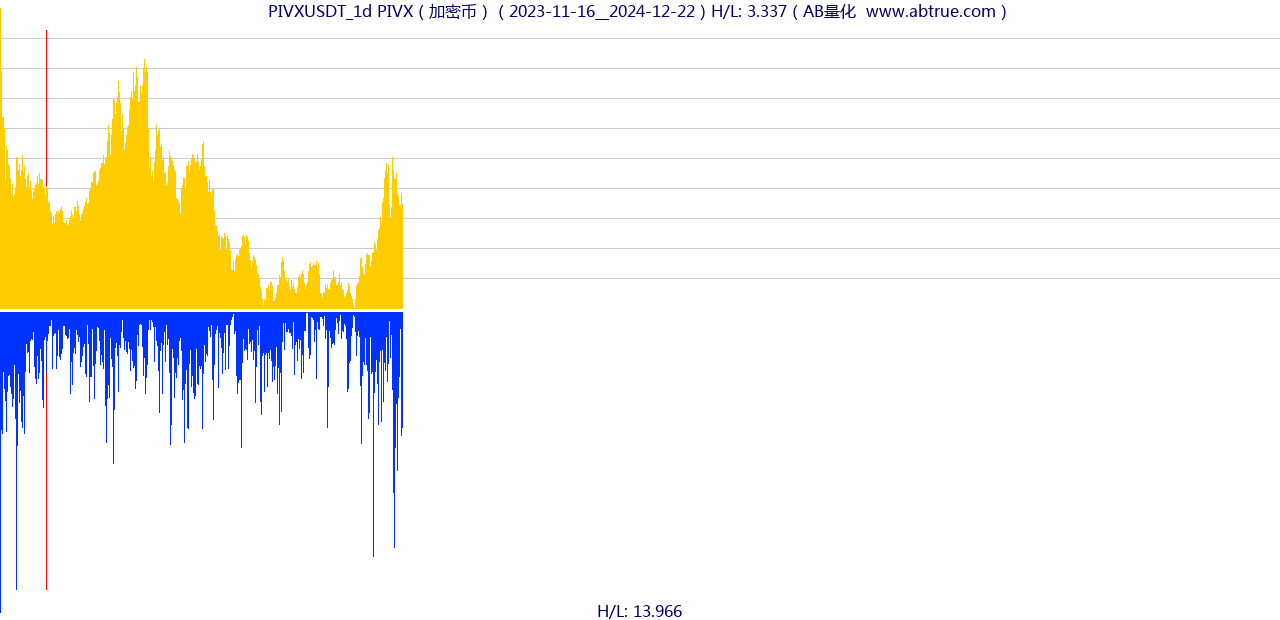 PIVXUSDT_1d PIVX ( 加密币 ) ( 2023-11-16__2024-12-22 ) H/L: 3.337 ( AB量化  www.abtrue.com )
H/L: 13.966